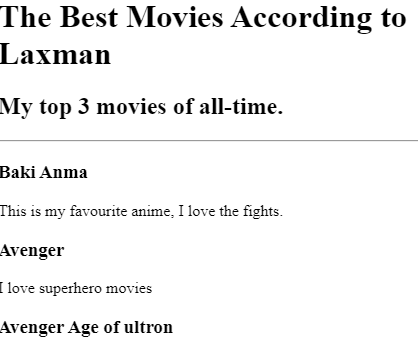 The Best Movies According to
Laxman
My top 3 movies of all-time.
Baki Anma
This is my favourite anime, I love the fights.
Avenger
I love superhero movies
Avenger Age of ultron